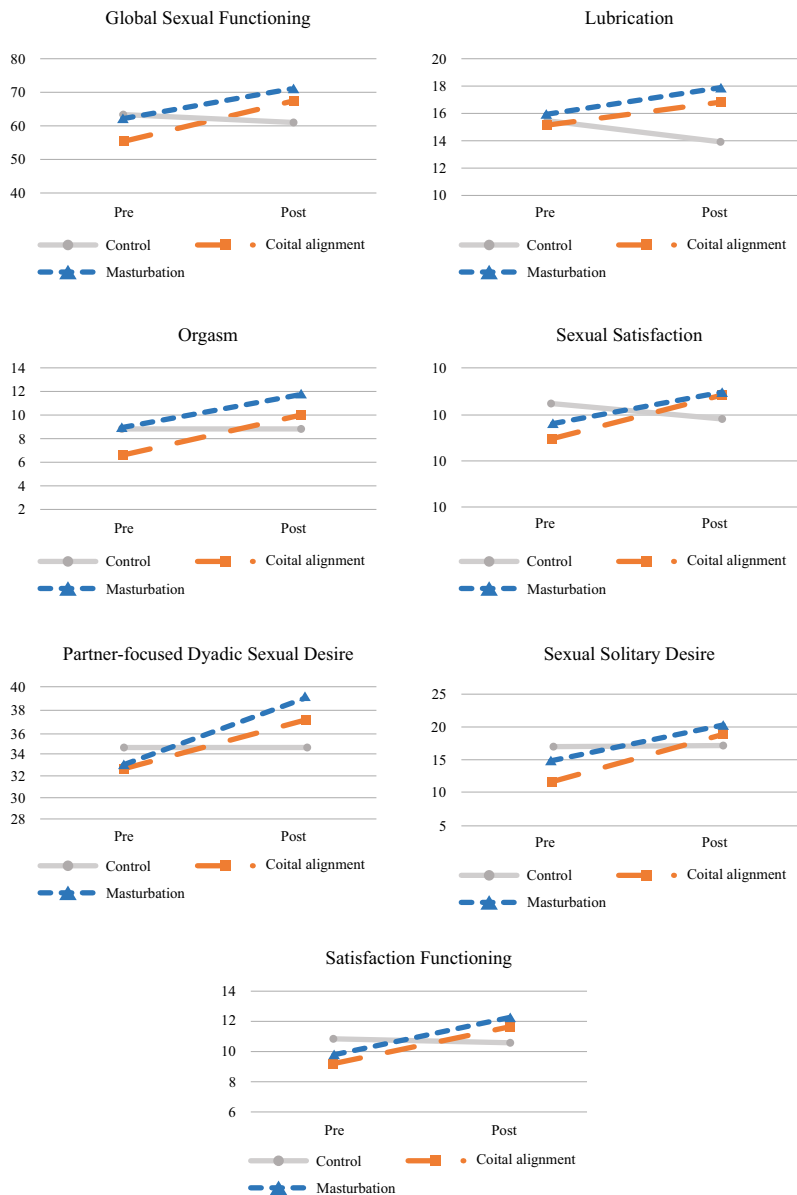 Global Sexual Functioning
80
70
60
50
40
Pre Post
Control Coital alignment
Masturbation
Lubrication
20
18
16
14
12
10
Pre Post
Control Coital alignment
Masturbation
Orgasm
14
12
10
8
6
4
2
Pre Post
Control Coital alignment
Masturbation
Sexual Satisfaction
10
10
10
10
Pre Post
Control Coital alignment
Masturbation
Partner-focused Dyadic Sexual Desire
40
38
36
34
32
30
28
Pre Post
Control Coital alignment
Masturbation
Sexual Solitary Desire
25
20
15
10
5
Pre Post
Control Coital alignment
Masturbation
Satisfaction Functioning
14
12
10
8
6
Pre Post
Control Coital alignment
Masturbation